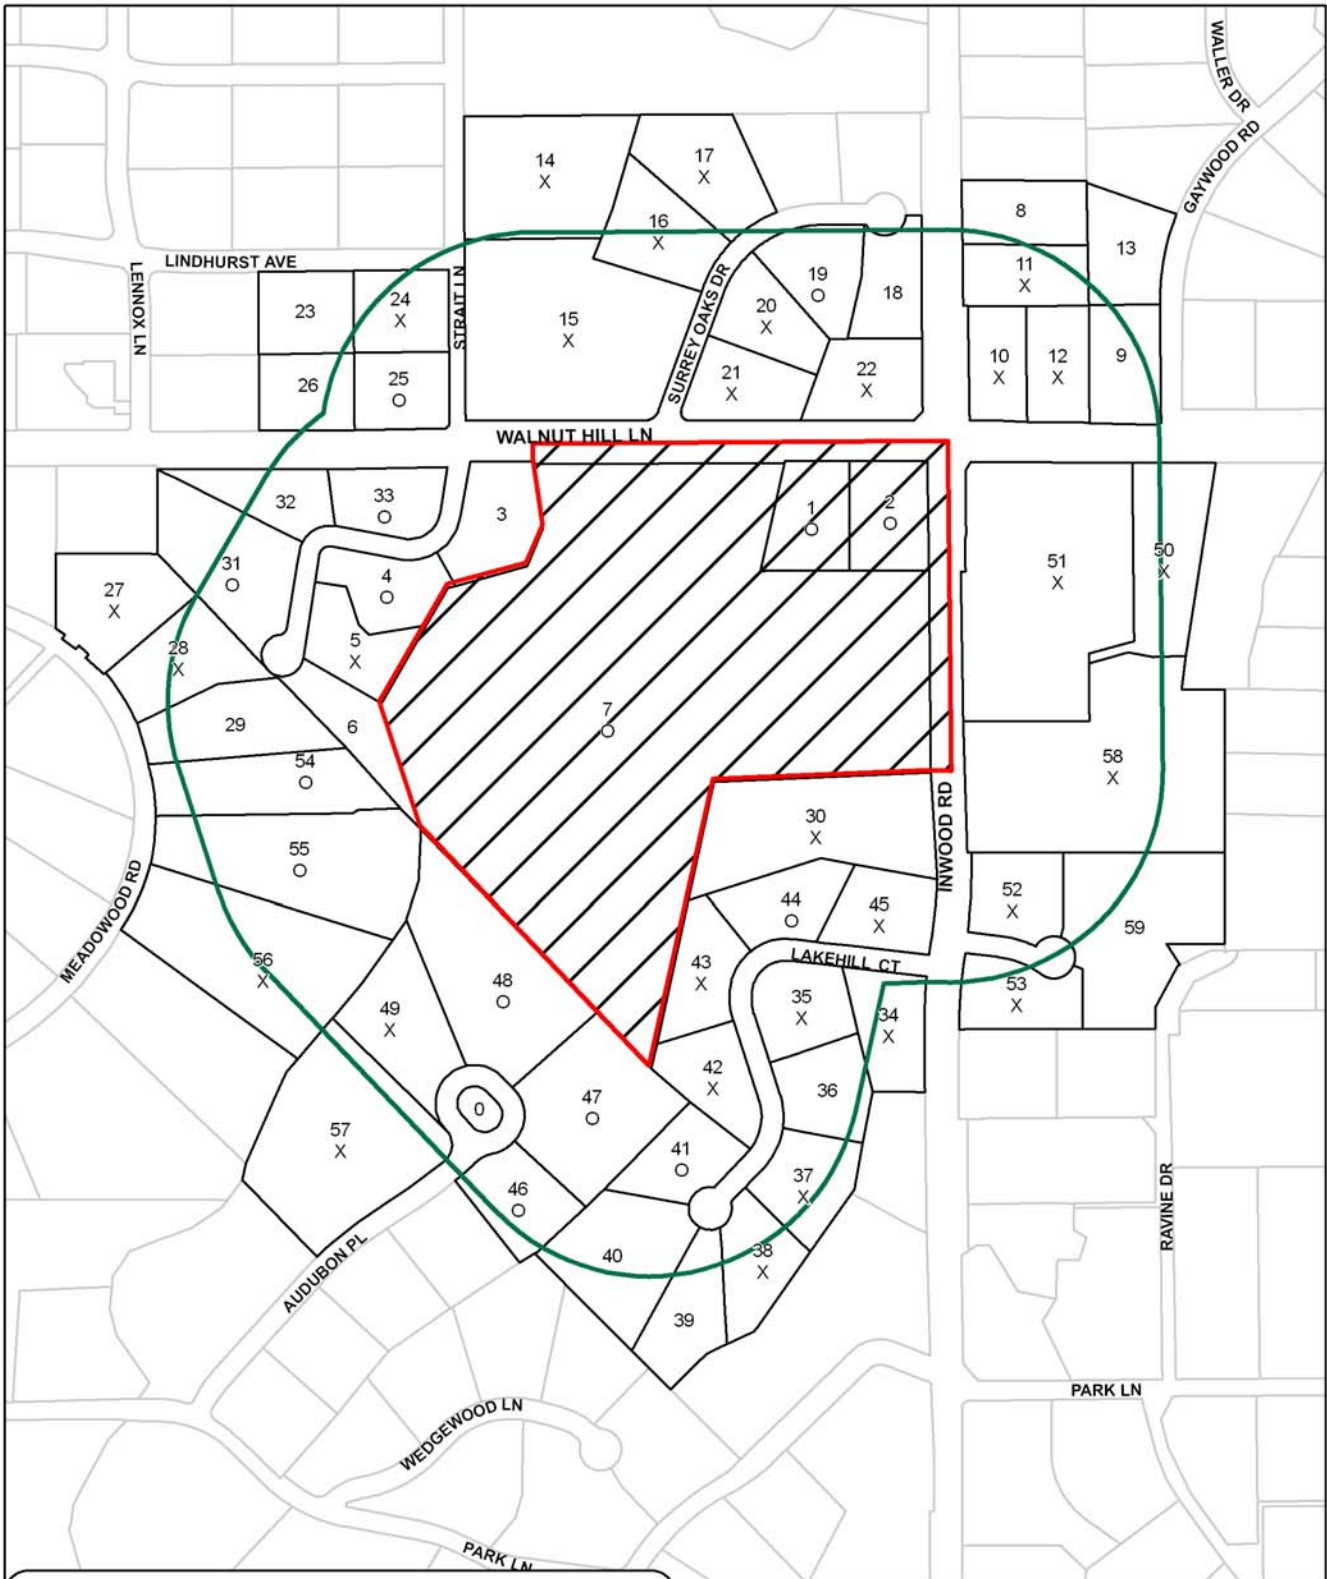 WALLER DR
GAYWOOD RD
14
X
17
X
16
X
8
13
11
X
LINDHURST AVE
LENNOX LN
STRAIT LN
SURREY OAKS DR
23
24
X
19
O
18
20
X
15
X
26
25
O
21
X
22
X
10
X
12
X
9
WALNUT HILL LN
32
33
O
3
1
O
2
O
31
O
4
O
51
X
50
X
27
X
28
X
5
X
29
6
7
O
54
O
58
X
30
X
INWOOD RD
55
O
MEADOWOOD RD
52
X
44
O
45
X
59
LAKEHILL CT
56
X
43
X
48
O
49
X
35
X
34
X
53
X
42
X
36
47
O
0
57
X
41
O
37
X
46
O
40
38
X
39
AUDUBON PL
RAVINE DR
PARK LN
WEDGEWOOD LN
PARK LN